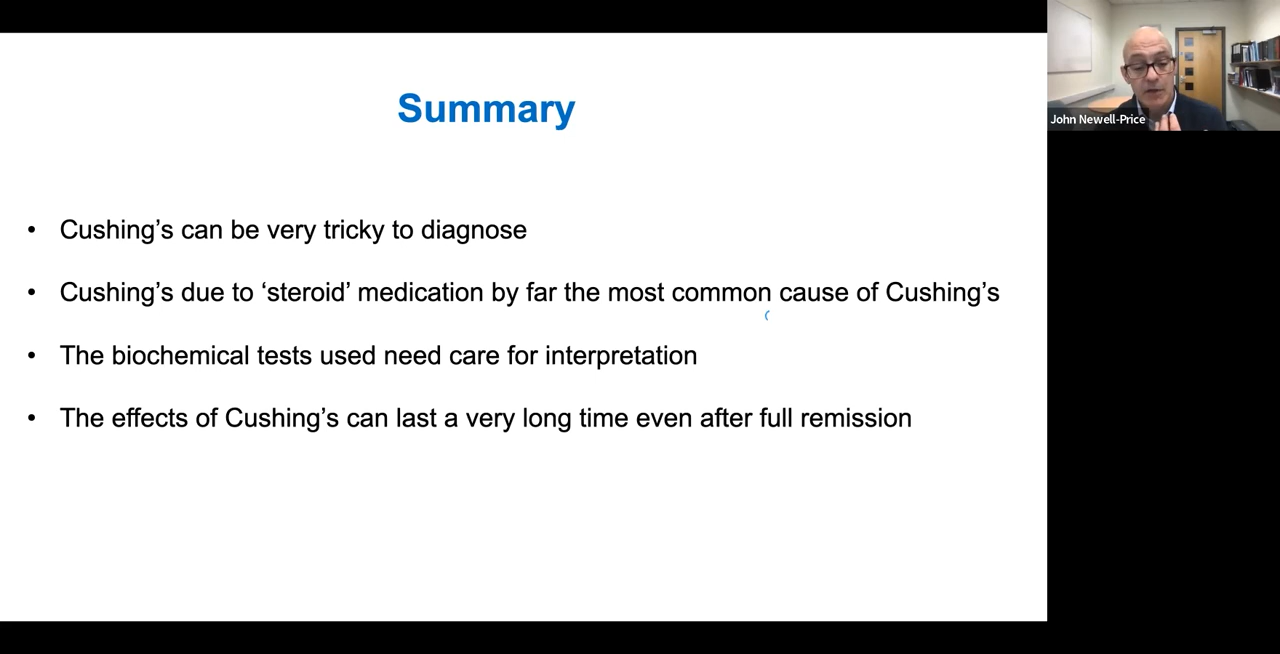 Summary
• Cushing’s can be very tricky to diagnose
• Cushing’s due to ‘steroid’ medication by far the most common cause of Cushing’s
• The biochemical tests used need care for interpretation
• The effects of Cushing’s can last a very long time even after full remission
John Newell-Price